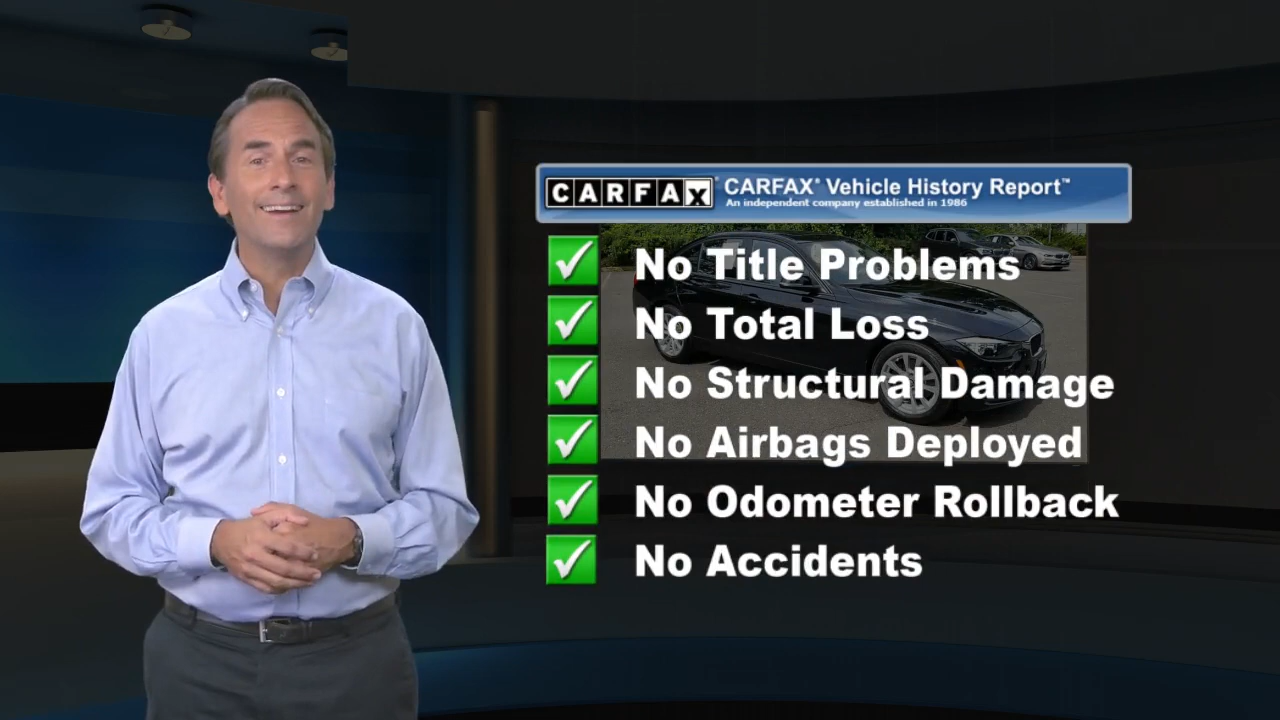 CARFAX® CARFAX® Vehicle History Report™
An independent company established in 1986
No Title Problems
No Total Loss
No Structural Damage
No Airbags Deployed
No Odometer Rollback
No Accidents